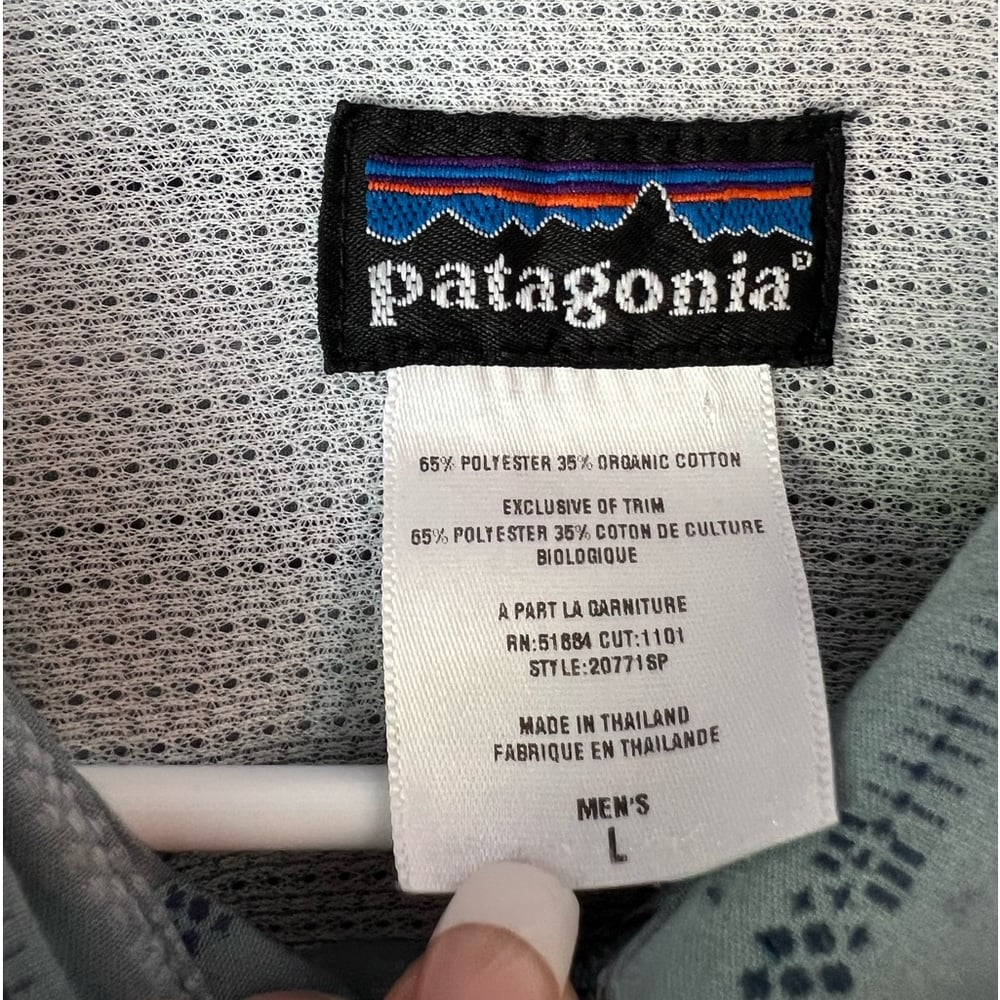 patagonia®
65% POLYESTER 35% ORGANIC COTTON
EXCLUSIVE OF TRIM
65% POLYESTER 35% COTON DE CULTURE
BIOLOGIQUE
A PART LA GARNITURE
RN:51884 CUT:1101
STYLE:20771SP
MADE IN THAILAND
FABRIQUE EN THAILANDE
MEN'S
L